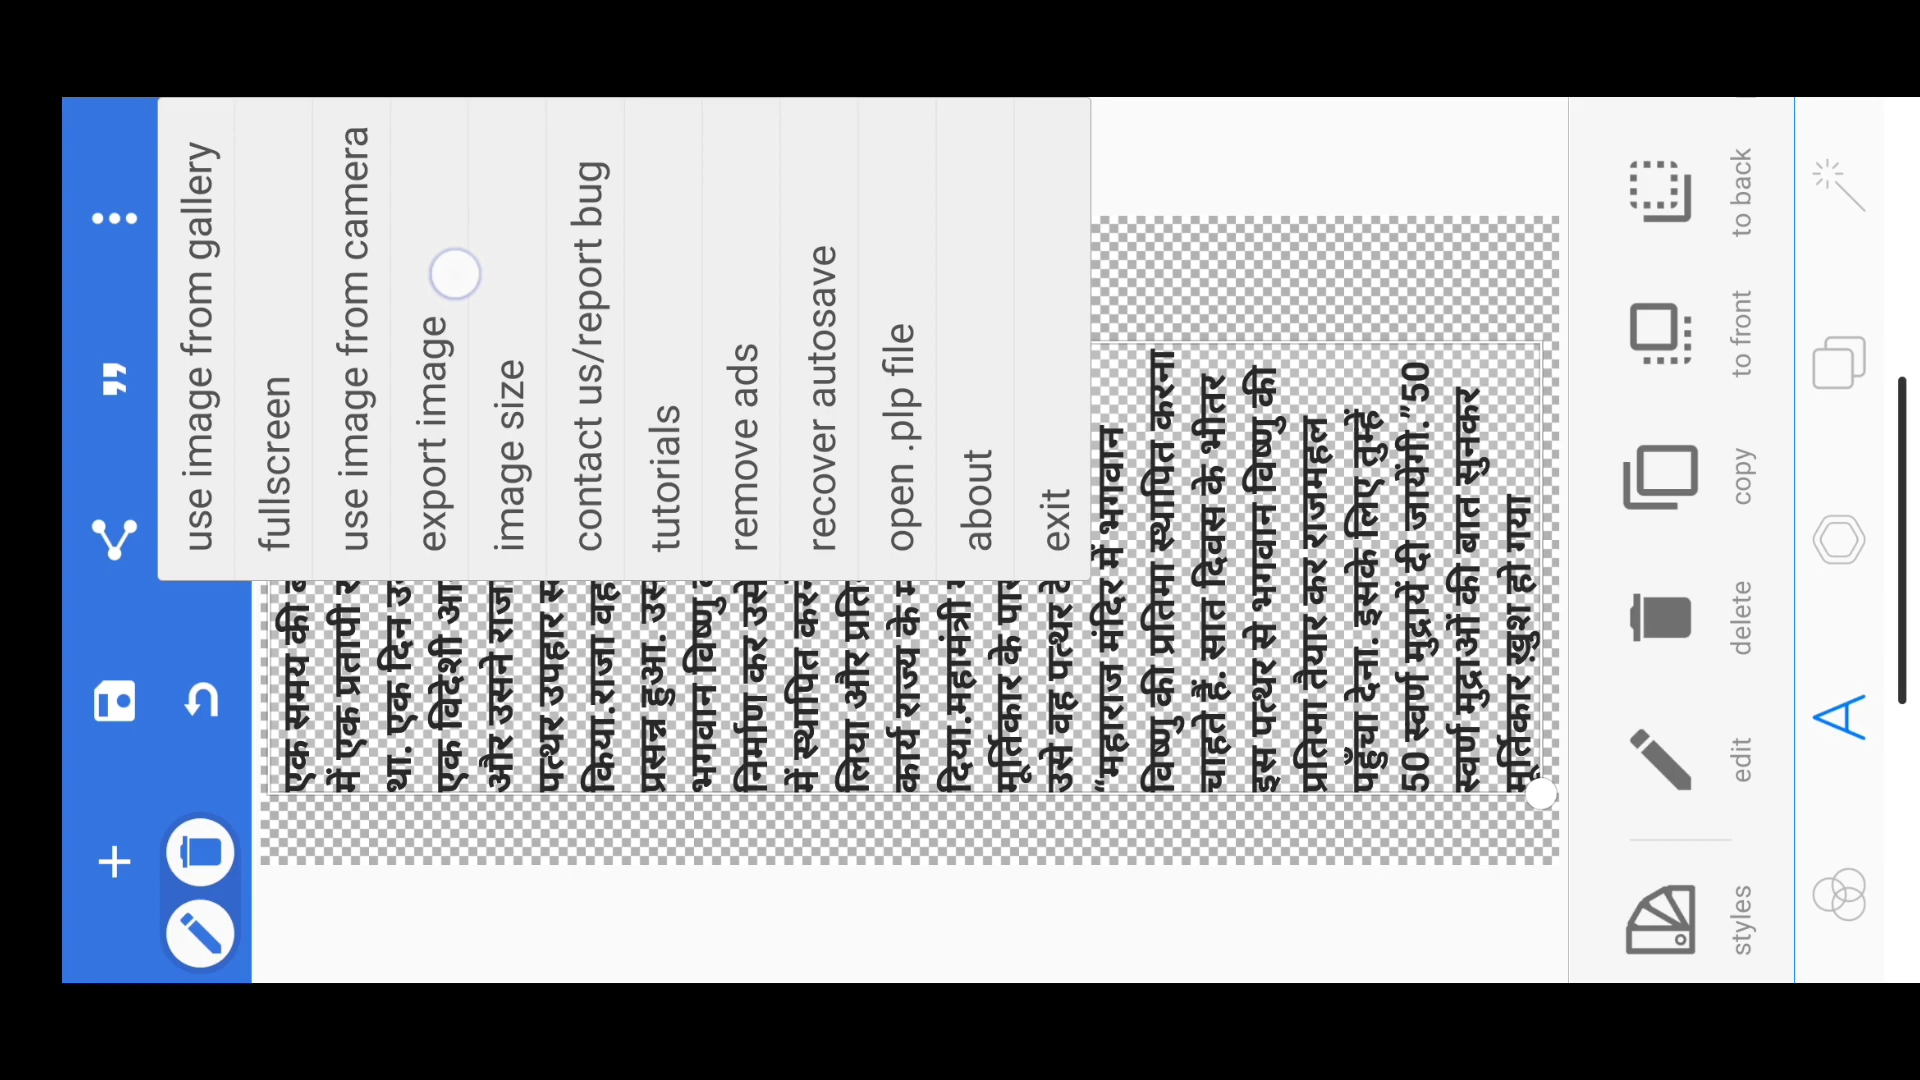 use image from gallery
fullscreen
use image from camera
export image
image size
contact us/report bug
tutorials
remove ads
recover autosave
open .plp file
about
exit
एक समय की
में एक प्रतापी
था. एक दिन
एक विदेशी
और उसने राज
पत्थर उपहार
किया.राजा वह
प्रसन्न हुआ. उस
भगवान विष्णु
निर्माण कर उसे
में स्थापित कर
लिया और प्रति
कार्य राज्य के
दिया.महामंत्री
मूर्तिकार के पास
उसे वह पत्थर
“महाराज मंदिर में भगवान
विष्णु की प्रतिमा स्थापित करना
चाहते हैं. सात दिवस के भीतर
इस पत्थर से भगवान विष्णु की
प्रतिमा तैयार कर राजमहल
पहुँचा देना. इसके लिए तुम्हें
50 स्वर्ण मुद्रायें दी जायेंगी.”50
स्वर्ण मुद्राओं की बात सुनकर
मूर्तिकार ख़ुश हो गया
styles
edit
delete
copy
to front
to back